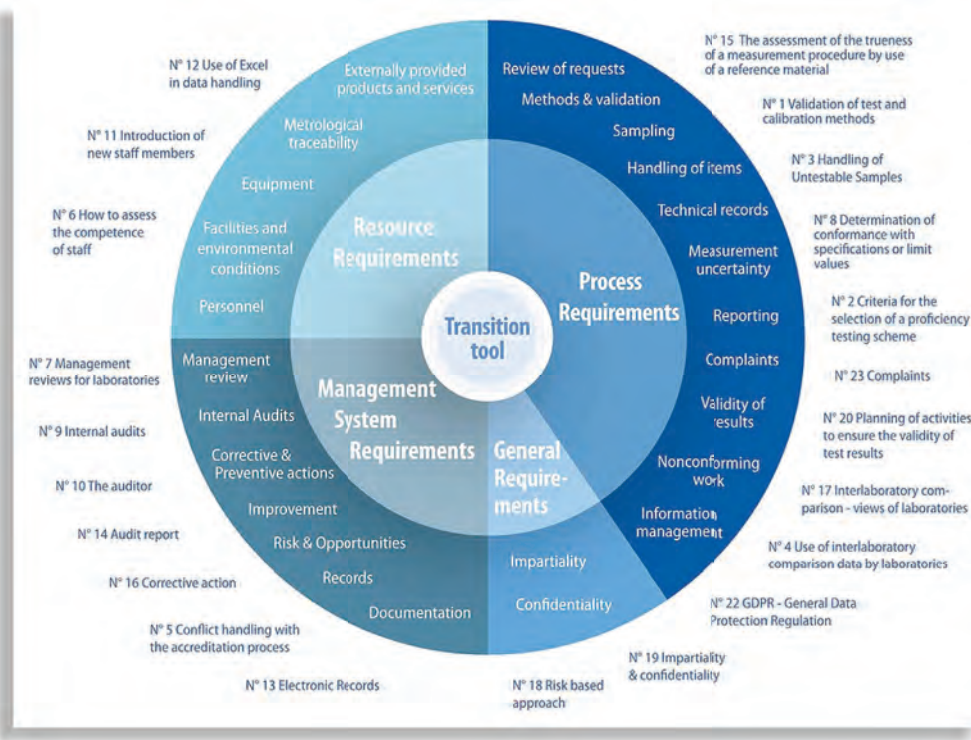 N° 12 Use of Excel
in data handling
N° 11 Introduction of
new staff members
N° 6 How to assess
the competence
of staff
N° 7 Management
reviews for laboratories
N° 9 Internal audits
N° 10 The auditor
N° 14 Audit report
N° 16 Corrective action
N° 5 Conflict handling with
the accreditation process
N° 13 Electronic Records
Externally provided
products and services
Metrological
traceability
Equipment
Facilities and
environmental
conditions
Personnel
Resource
Requirements
Management
review
Internal Audits
Corrective &
Preventive actions
Improvement
Risk & Opportunities
Records
Documentation
Management
System
Requirements
Transition
tool
General
Require-
ments
Impartiality
Confidentiality
Process
Requirements
Review of requests
Methods & validation
Sampling
Handling of items
Technical records
Measurement
uncertainty
Reporting
Complaints
Validity of
results
Nonconforming
work
Information
management
N° 15 The assessment of the trueness
of a measurement procedure by use
of a reference material
N° 1 Validation of test and
calibration methods
N° 3 Handling of
Untestable Samples
N° 8 Determination of
conformance with
specifications or limit
values
N° 2 Criteria for the
selection of a proficiency
testing scheme
N° 23 Complaints
N° 20 Planning of activities
to ensure the validity of
test results
N° 17 Interlaboratory com-
parison - views of laboratories
N° 4 Use of interlaboratory
comparison data by laboratories
N° 22 GDPR - General Data
Protection Regulation
N° 19 Impartiality
& confidentiality
N° 18 Risk based
approach